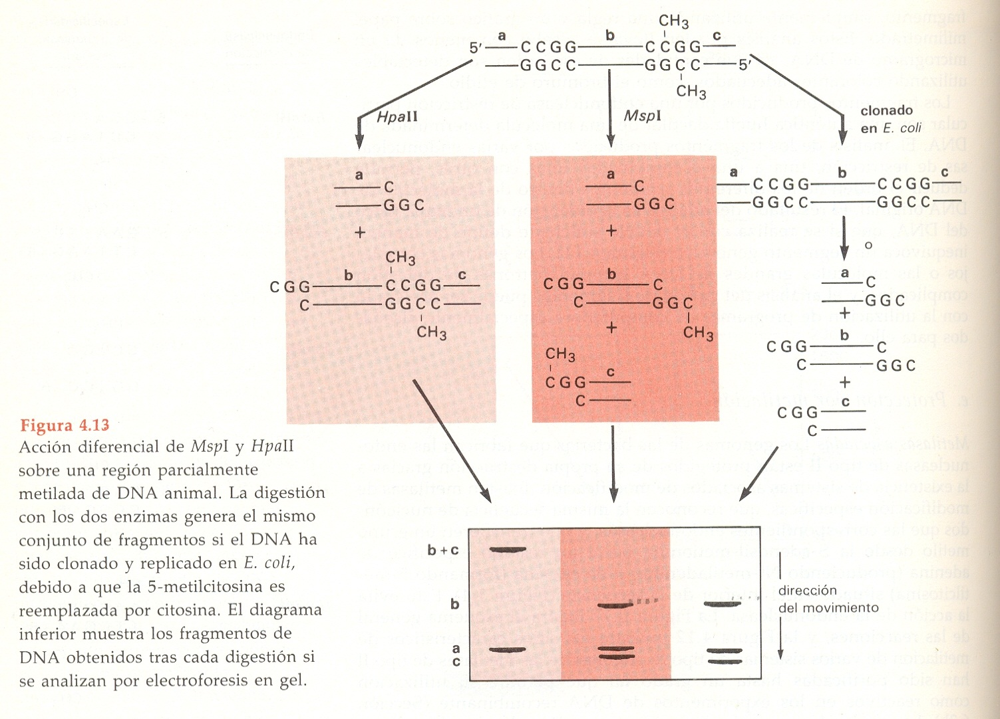 CH3
a b c
5′ CCGG CCGG
GGCC GGCC 5′
CH3
HpaII
MspI
clonado
en E. coli
a
C
GGC
+
CH3
b c
CGG CCGG
C GGCC
CH3
a
C
GGC
+
b
CGG C
C GGC
+ CH3
CH3
c
CGG
C
a b c
CCGG CCGG
GGCC GGCC
o
a
C
GGC
+
b
CGG C
C GGC
+
c
CGG
C
Figura 4.13
Acción diferencial de MspI y HpaII
sobre una región parcialmente
metilada de DNA animal. La digestión
con los dos enzimas genera el mismo
conjunto de fragmentos si el DNA ha
sido clonado y replicado en E. coli,
debido a que la 5-metilcitosina es
reemplazada por citosina. El diagrama
inferior muestra los fragmentos de
DNA obtenidos tras cada digestión si
se analizan por electroforesis en gel.
b + c
b
a
c
dirección
del movimiento